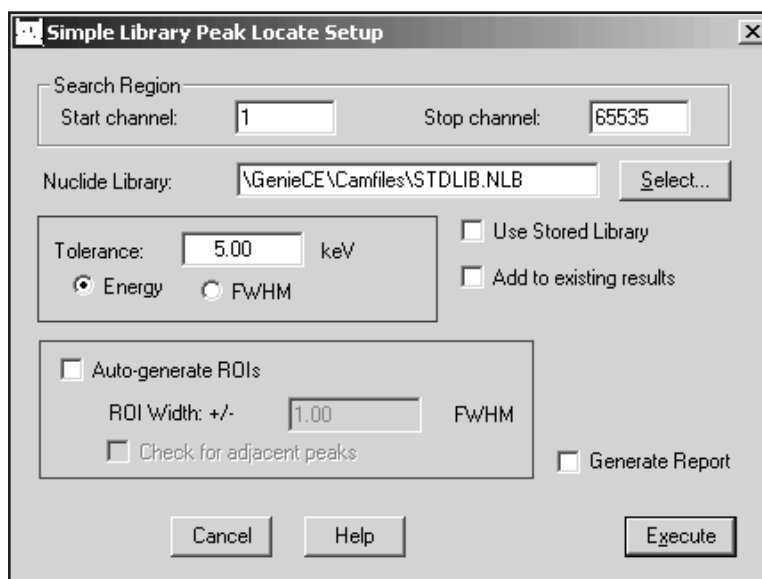 Simple Library Peak Locate Setup
Search Region
Start channel: 1 Stop channel: 65535
Nuclide Library: \GenieCE\Camfiles\STDLIB.NLB Select...
Tolerance: 5.00 keV
Use Stored Library
Energy FWHM
Add to existing results
Auto-generate ROIs
ROI Width: +/- 1.00 FWHM
Check for adjacent peaks
Generate Report
Cancel Help Execute